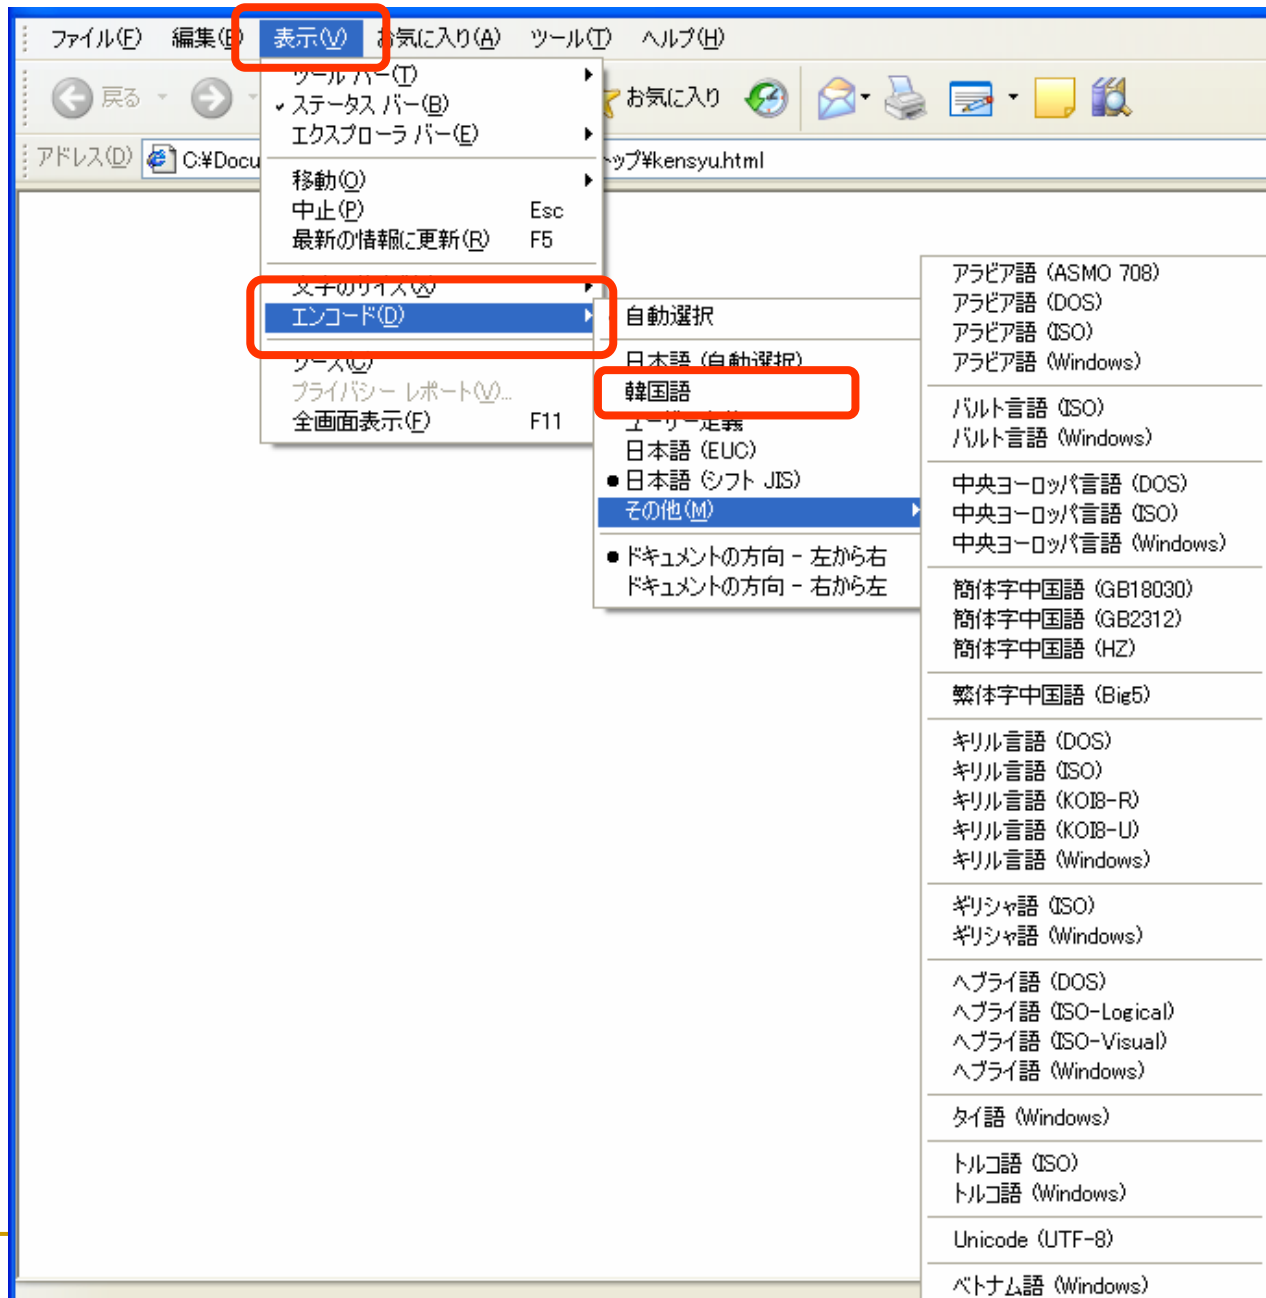 ファイル(F) 編集(E) 表示(V) お気に入り(A) ツール(T) ヘルプ(H)
戻る お気に入り
アドレス(D) C:¥Docu トップ¥kensyu.html
ツール バー(T)
ステータス バー(B)
エクスプローラ バー(E)
移動(O)
中止(P) Esc
最新の情報に更新(R) F5
文字のサイズ(X)
エンコード(D)
ソース(C)
プライバシー レポート(V)...
全画面表示(F) F11
自動選択
日本語 (自動選択)
韓国語
ユーザー定義
日本語 (EUC)
日本語 (シフト JIS)
その他(M)
ドキュメントの方向 - 左から右
ドキュメントの方向 - 右から左
アラビア語 (ASMO 708)
アラビア語 (DOS)
アラビア語 (ISO)
アラビア語 (Windows)
バルト言語 (ISO)
バルト言語 (Windows)
中央ヨーロッパ言語 (DOS)
中央ヨーロッパ言語 (ISO)
中央ヨーロッパ言語 (Windows)
簡体字中国語 (GB18030)
簡体字中国語 (GB2312)
簡体字中国語 (HZ)
繁体字中国語 (Big5)
キリル言語 (DOS)
キリル言語 (ISO)
キリル言語 (KOI8-R)
キリル言語 (KOI8-U)
キリル言語 (Windows)
ギリシャ語 (ISO)
ギリシャ語 (Windows)
ヘブライ語 (DOS)
ヘブライ語 (ISO-Logical)
ヘブライ語 (ISO-Visual)
ヘブライ語 (Windows)
タイ語 (Windows)
トルコ語 (ISO)
トルコ語 (Windows)
Unicode (UTF-8)
ベトナム語 (Windows)